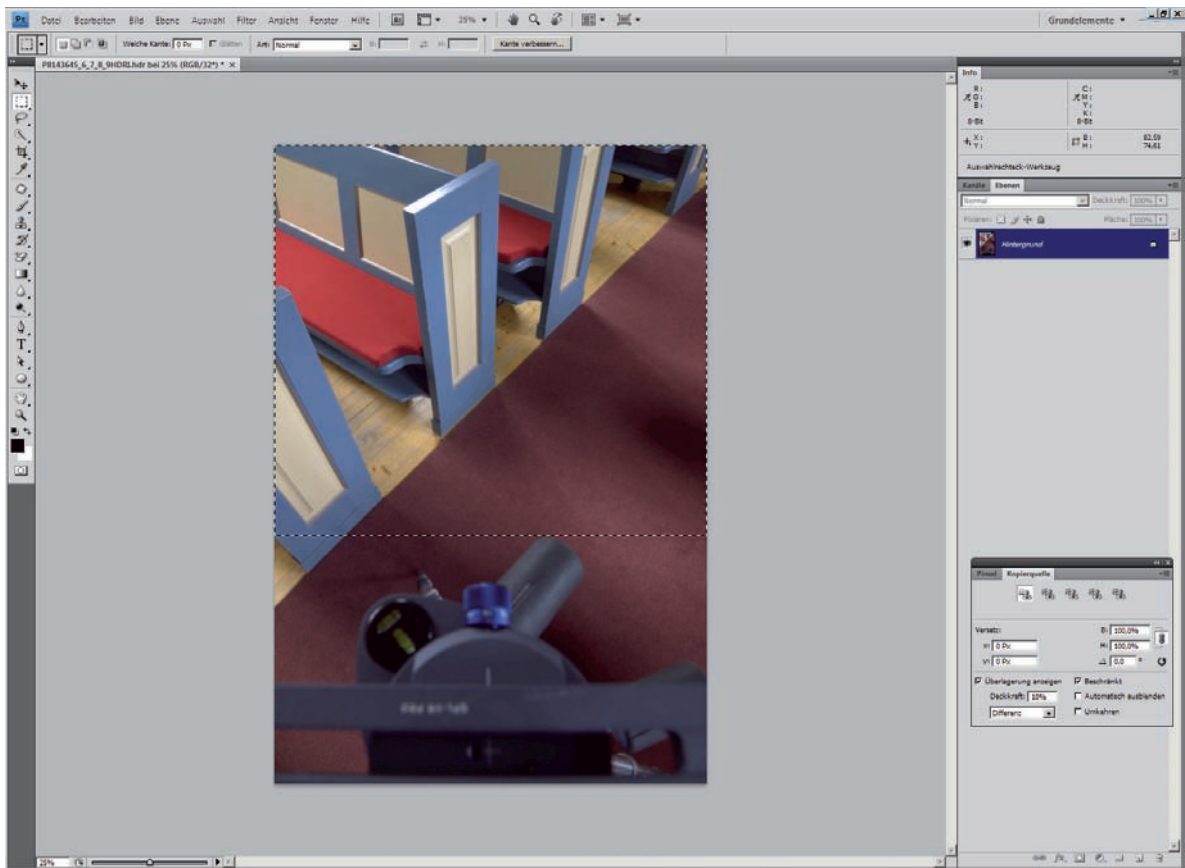 Ps Datei Bearbeiten Bild Ebene Auswahl Filter Ansicht Fenster Hilfe 25% Grundelemente
Weiche Kante: 0 Px Glätten Art: Normal B: H: Kante verbessern...
P8143645_6_7_8_9HDRI.hdr bei 25% (RGB/32*) *
Info
R: C:
G: M:
B: Y:
K:
8-Bit 8-Bit
X: B: 82,59
Y: H: 74,61
Auswahlrechteck-Werkzeug
Kanäle Ebenen
Normal Deckkraft: 100%
Fixieren: Fläche: 100%
Hintergrund
Pinsel Kopierquelle
Versatz: B: 100,0%
X: 0 Px H: 100,0%
Y: 0 Px 0,0 °
Überlagerung anzeigen Beschränkt
Deckkraft: 10% Automatisch ausblenden
Differenz Umkehren
25%